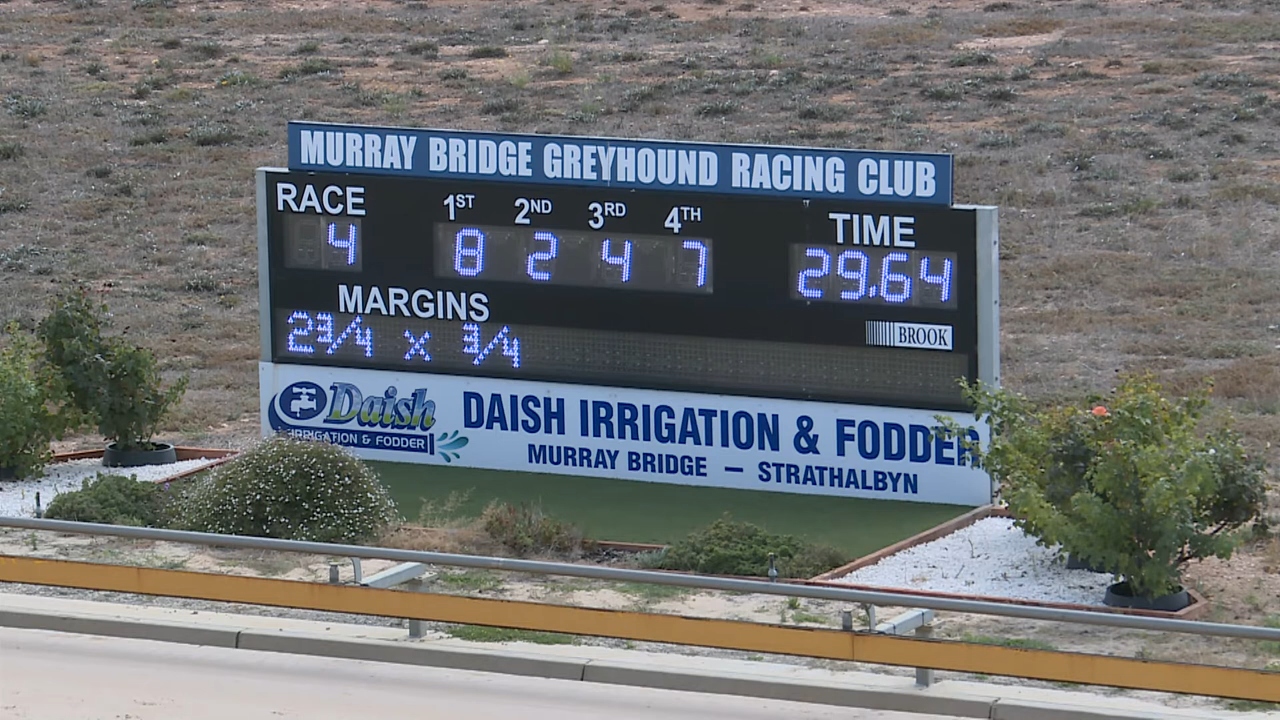 MURRAY BRIDGE GREYHOUND RACING CLUB
RACE 1ST 2ND 3RD 4TH TIME
4 8 2 4 7 29.64
MARGINS
2¾ x ¾
BROOK
Daish
IRRIGATION & FODDER
DAISH IRRIGATION & FODDER
MURRAY BRIDGE – STRATHALBYN